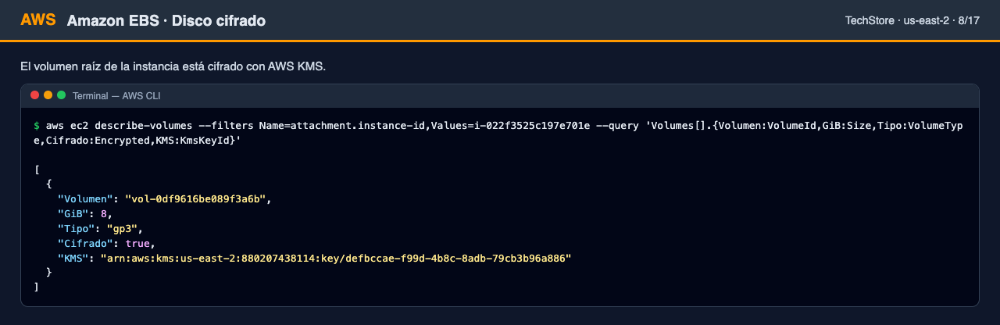 AWS Amazon EBS · Disco cifrado
TechStore · us-east-2 · 8/17
El volumen raíz de la instancia está cifrado con AWS KMS.
Terminal — AWS CLI
$ aws ec2 describe-volumes --filters Name=attachment.instance-id,Values=i-022f3525c197e701e --query 'Volumes[].{Volumen:VolumeId,GiB:Size,Tipo:VolumeTyp
e,Cifrado:Encrypted,KMS:KmsKeyId}'
[
{
"Volumen": "vol-0df9616be089f3a6b",
"GiB": 8,
"Tipo": "gp3",
"Cifrado": true,
"KMS": "arn:aws:kms:us-east-2:880207438114:key/defbccae-f99d-4b8c-8adb-79cb3b96a886"
}
]